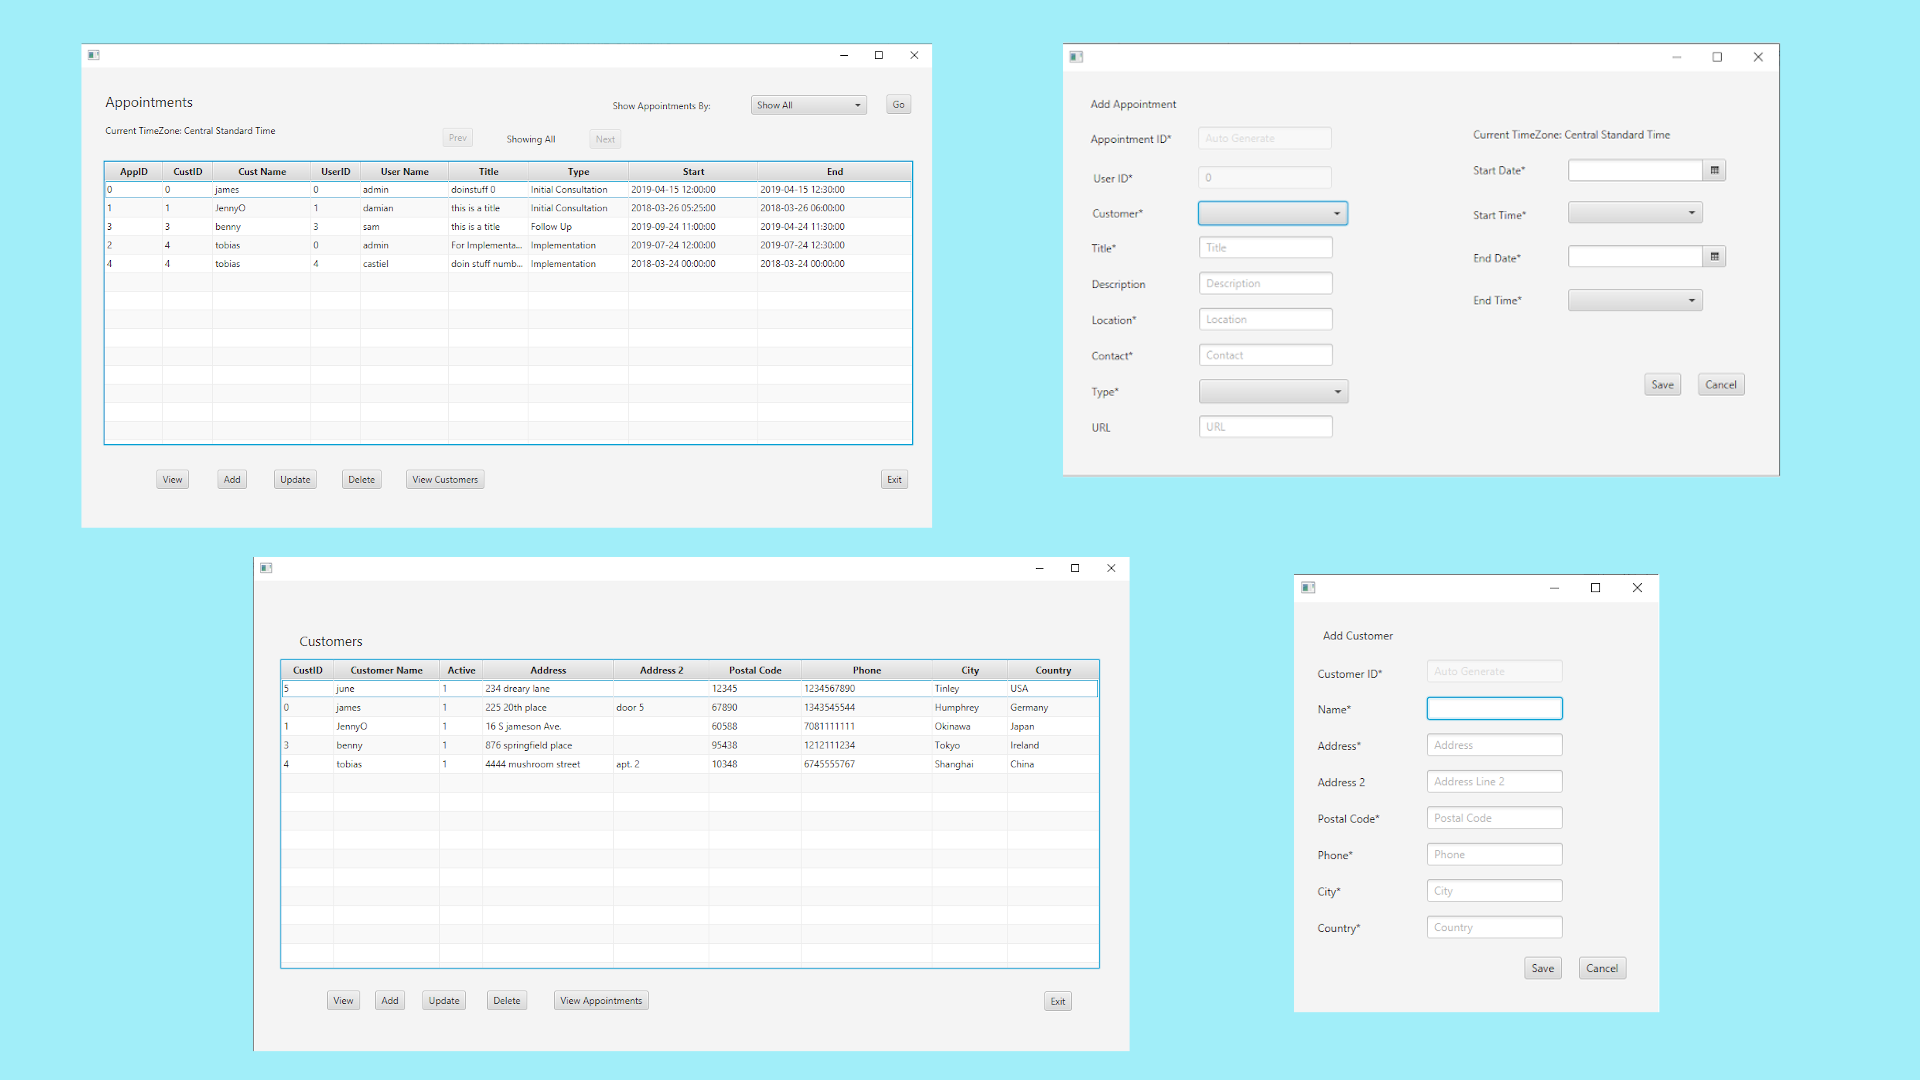 Appointments
Show Appointments By: Show All Go
Current TimeZone: Central Standard Time
Prev Showing All Next
AppID CustID Cust Name UserID User Name Title Type Start End
0 0 james 0 admin doinstuff 0 Initial Consultation 2019-04-15 12:00:00 2019-04-15 12:30:00
1 1 JennyO 1 damian this is a title Initial Consultation 2018-03-26 05:25:00 2018-03-26 06:00:00
3 3 benny 3 sam this is a title Follow Up 2019-09-24 11:00:00 2019-04-24 11:30:00
2 4 tobias 0 admin For Implementa... Implementation 2019-07-24 12:00:00 2019-07-24 12:30:00
4 4 tobias 4 castiel doin stuff numb... Implementation 2018-03-24 00:00:00 2018-03-24 00:00:00
View Add Update Delete View Customers Exit
Add Appointment
Current TimeZone: Central Standard Time
Appointment ID* Auto Generate
Start Date*
User ID* 0
Customer*
Start Time*
Title* Title
End Date*
Description Description
End Time*
Location* Location
Contact* Contact
Type*
Save Cancel
URL URL
Customers
CustID Customer Name Active Address Address 2 Postal Code Phone City Country
5 june 1 234 dreary lane 12345 1234567890 Tinley USA
0 james 1 225 20th place door 5 67890 1343545544 Humphrey Germany
1 JennyO 1 16 S jameson Ave. 60588 7081111111 Okinawa Japan
3 benny 1 876 springfield place 95438 1212111234 Tokyo Ireland
4 tobias 1 4444 mushroom street apt. 2 10348 6745555767 Shanghai China
View Add Update Delete View Appointments Exit
Add Customer
Customer ID* Auto Generate
Name*
Address* Address
Address 2 Address Line 2
Postal Code* Postal Code
Phone* Phone
City* City
Country* Country
Save Cancel